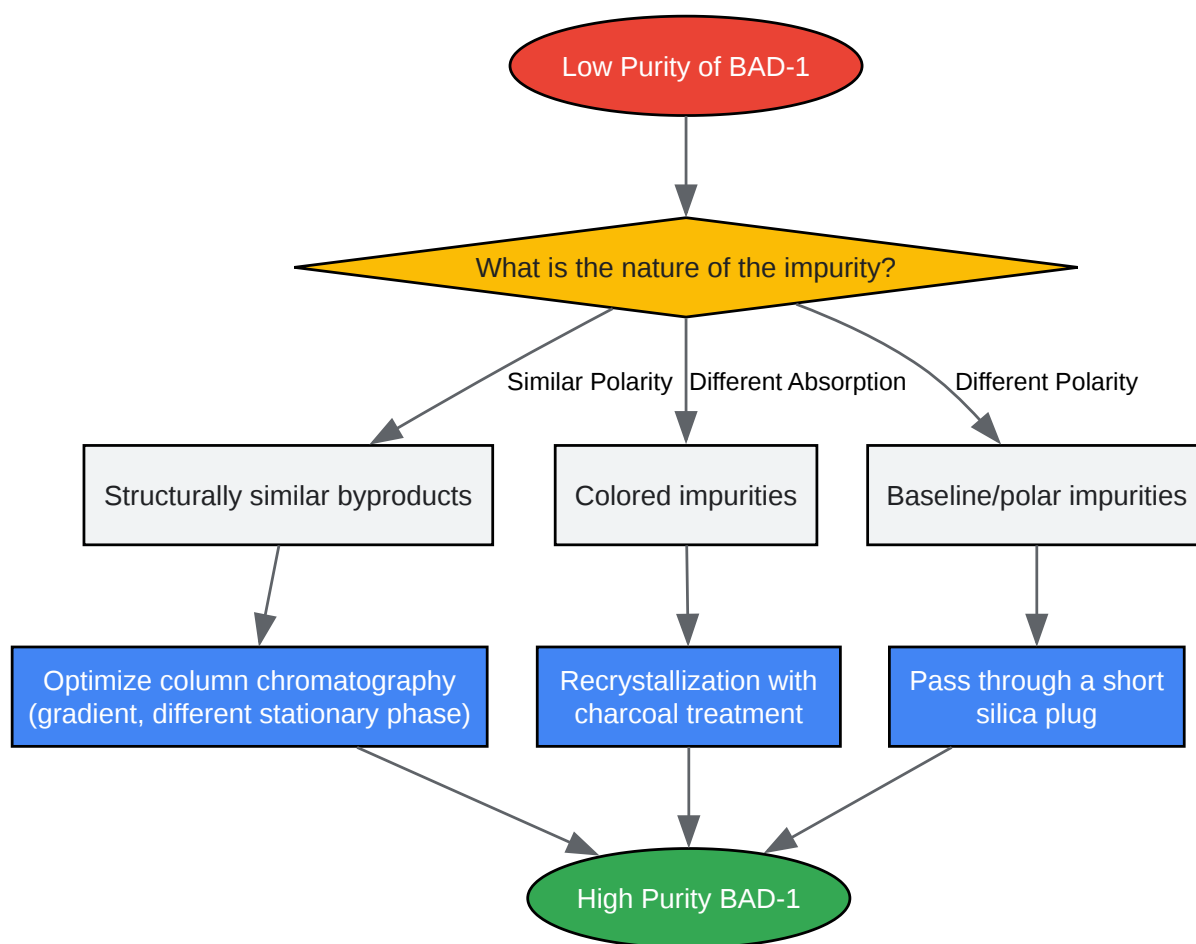 Low Purity of BAD-1
What is the nature of the impurity?
Similar Polarity
Different Absorption
Different Polarity
Structurally similar byproducts
Colored impurities
Baseline/polar impurities
Optimize column chromatography
(gradient, different stationary phase)
Recrystallization with
charcoal treatment
Pass through a short
silica plug
High Purity BAD-1